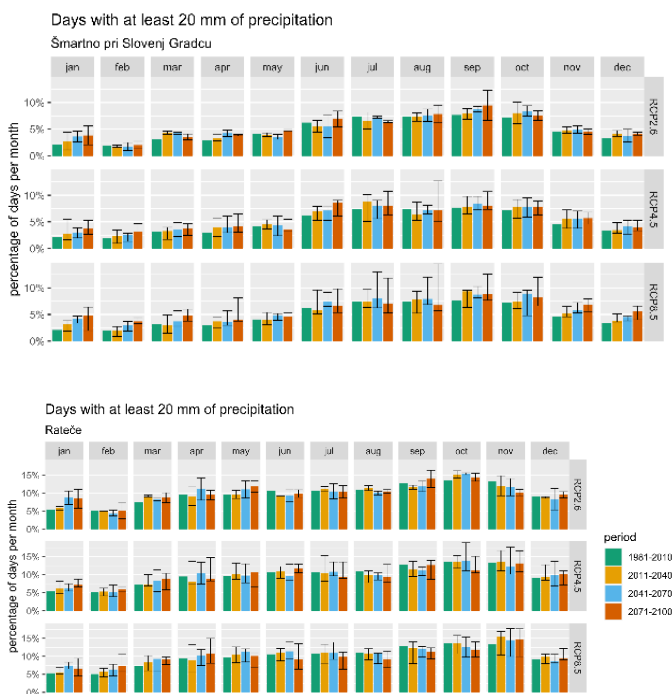 Days with at least 20 mm of precipitation
Šmartno pri Slovenj Gradcu
jan feb mar apr may jun jul aug sep oct nov dec
10%
5%
0%
RCP2.6
10%
5%
0%
RCP4.5
10%
5%
0%
RCP8.5
percentage of days per month
Days with at least 20 mm of precipitation
Rateče
jan feb mar apr may jun jul aug sep oct nov dec
15%
10%
5%
0%
RCP2.6
15%
10%
5%
0%
RCP4.5
15%
10%
5%
0%
RCP8.5
percentage of days per month
period
1981-2010
2011-2040
2041-2070
2071-2100